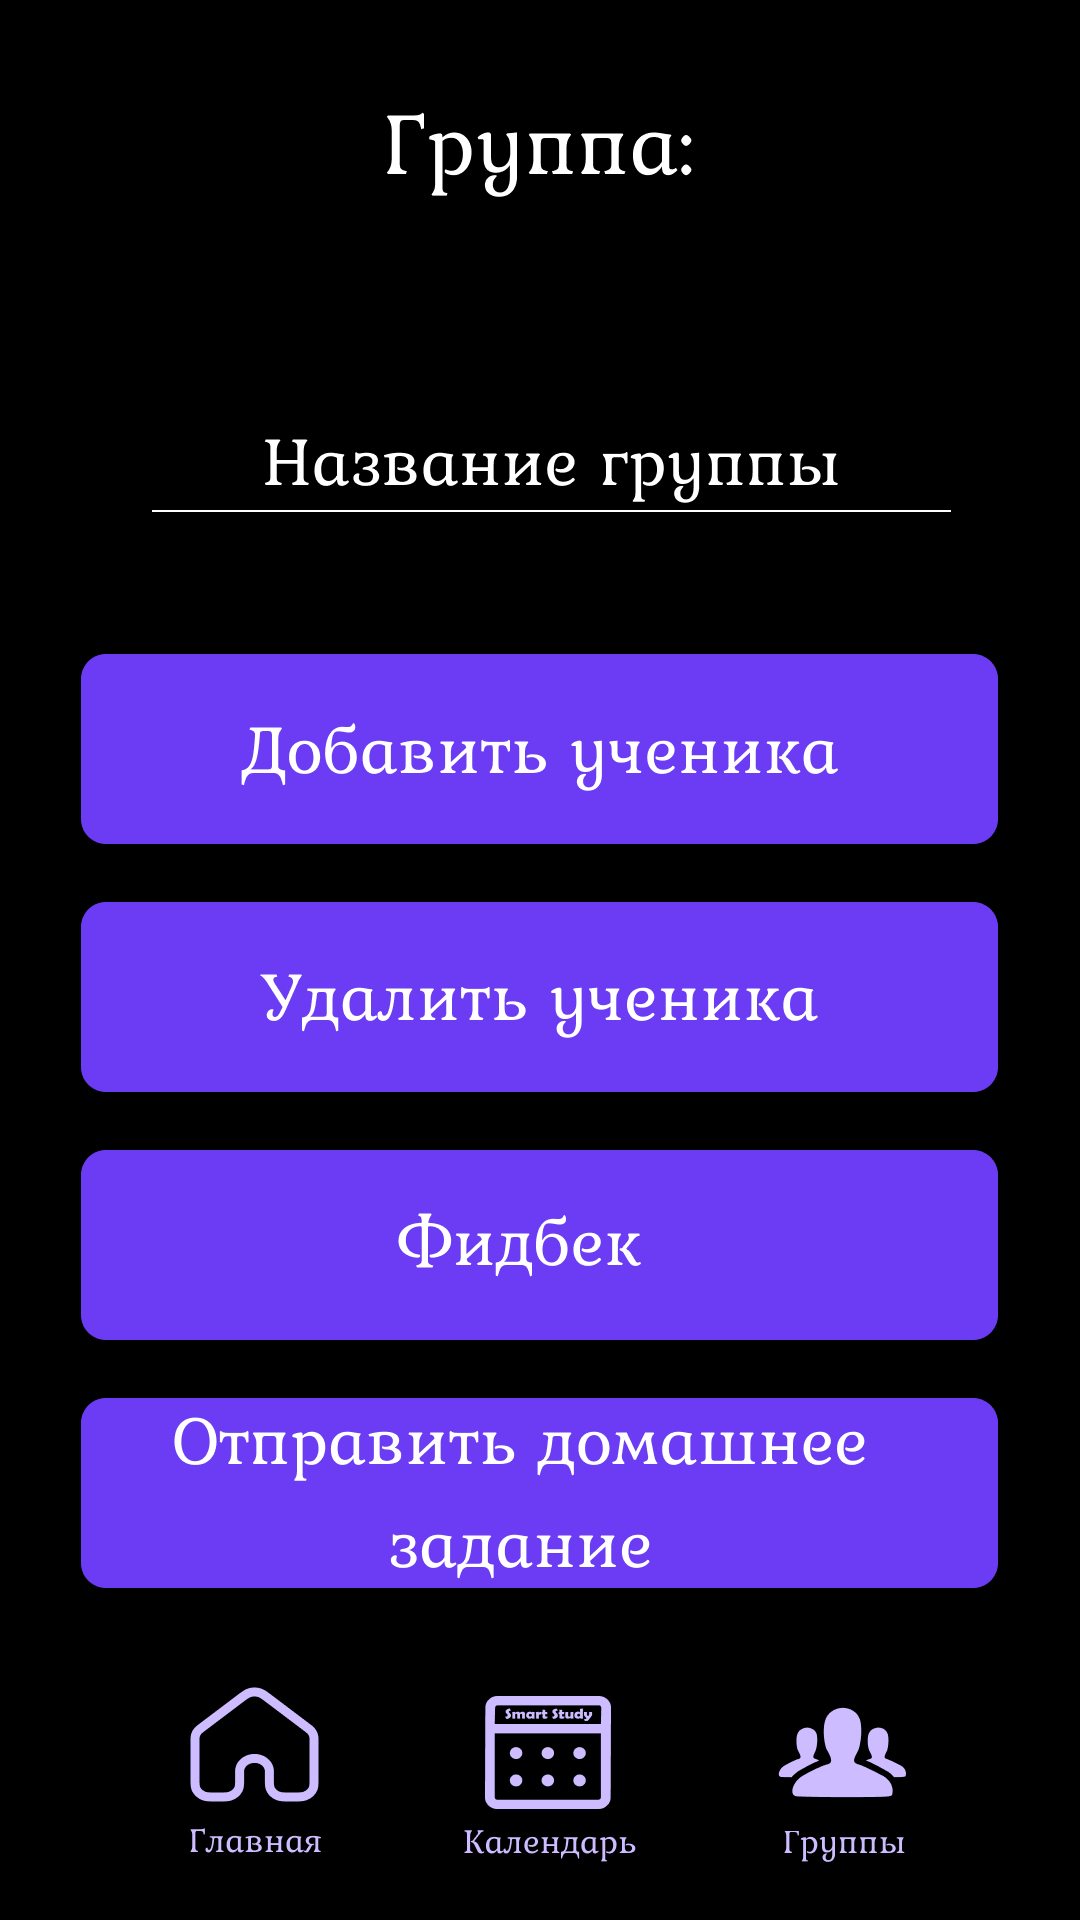 Группа:
Название группы
Добавить ученика
Удалить ученика
Фидбек
Отправить домашнее
задание
Smart Study
Главная
Календарь
Группы